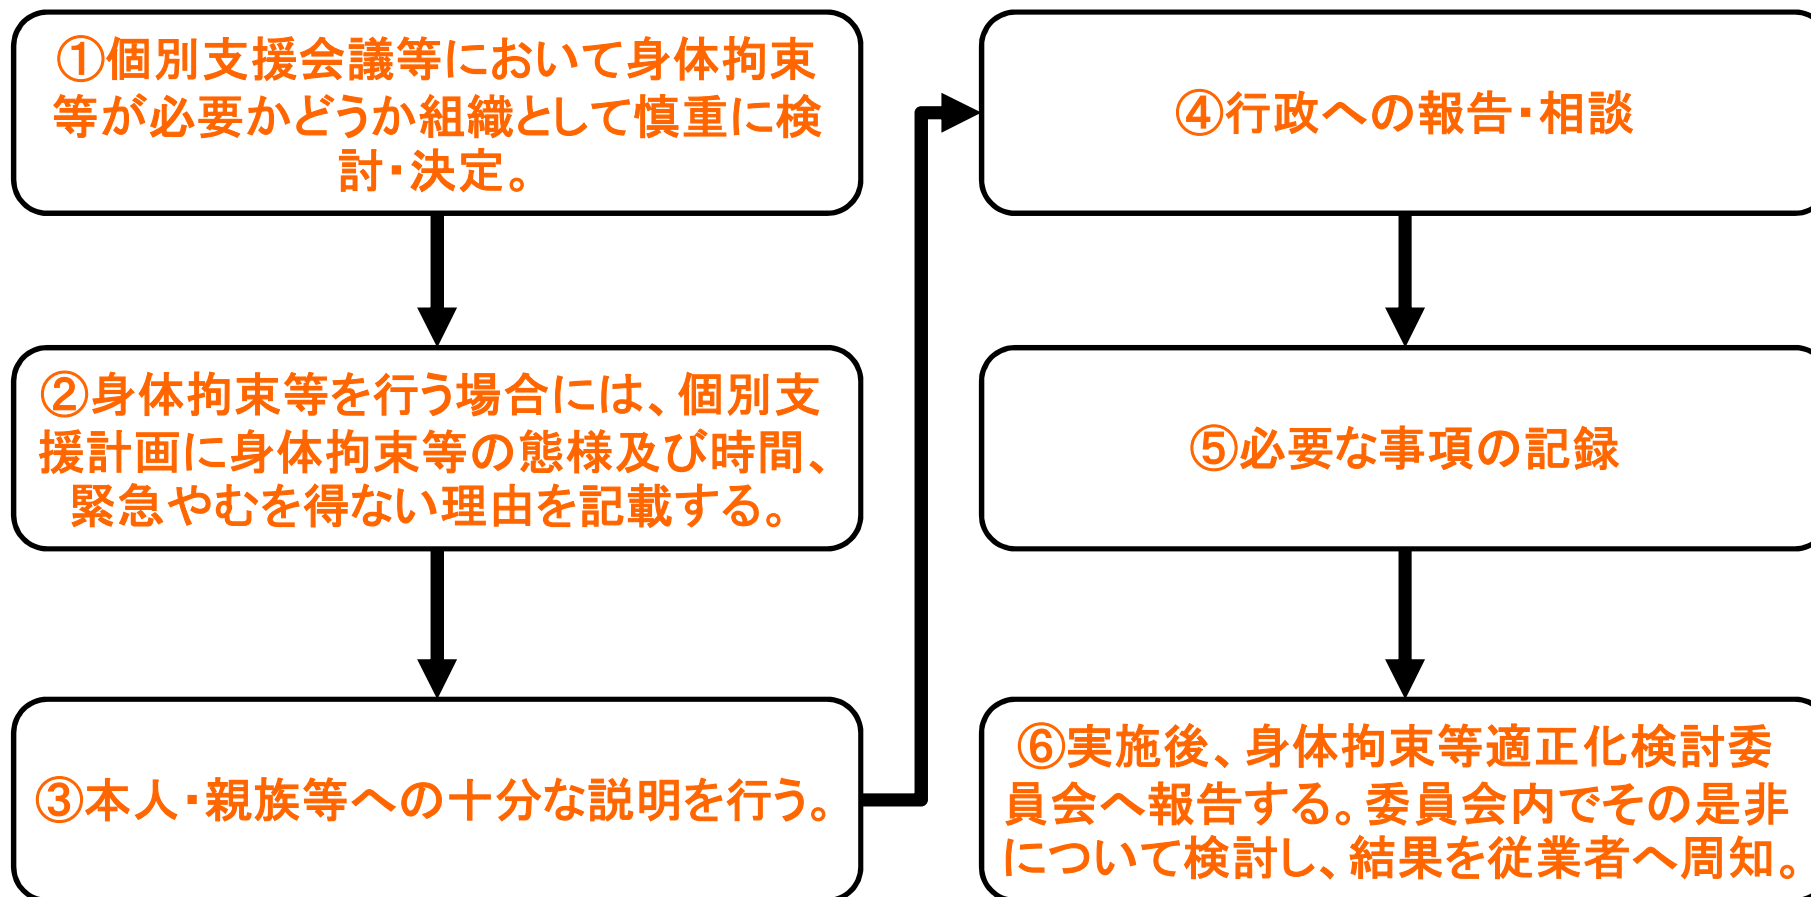 ①個別支援会議等において身体拘束
等が必要かどうか組織として慎重に検
討・決定。
②身体拘束等を行う場合には、個別支
援計画に身体拘束等の態様及び時間、
緊急やむを得ない理由を記載する。
③本人・親族等への十分な説明を行う。
④行政への報告・相談
⑤必要な事項の記録
⑥実施後、身体拘束等適正化検討委
員会へ報告する。委員会内でその是非
について検討し、結果を従業者へ周知。